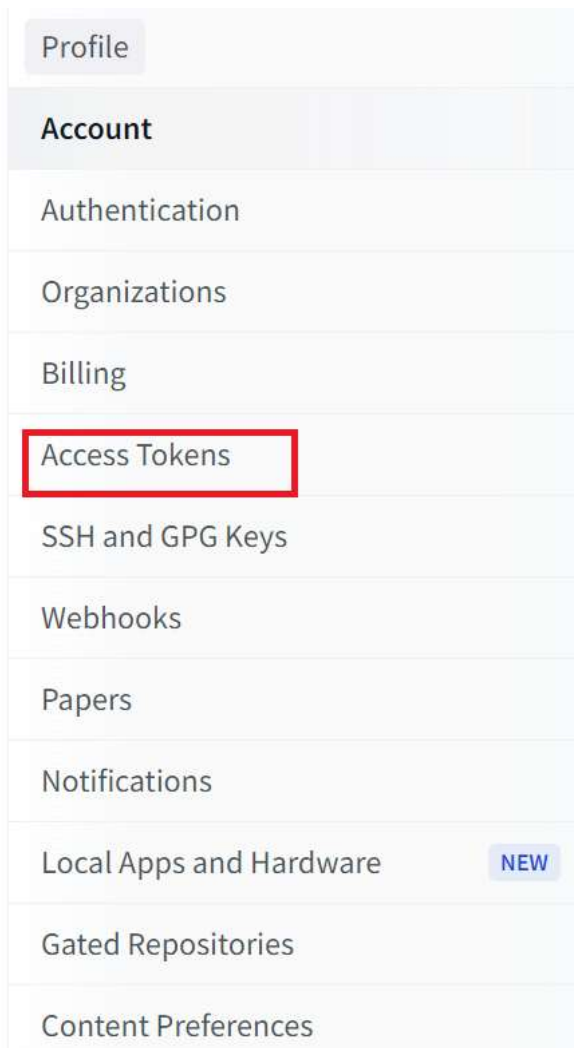 Profile
Account
Authentication
Organizations
Billing
Access Tokens
SSH and GPG Keys
Webhooks
Papers
Notifications
Local Apps and Hardware NEW
Gated Repositories
Content Preferences